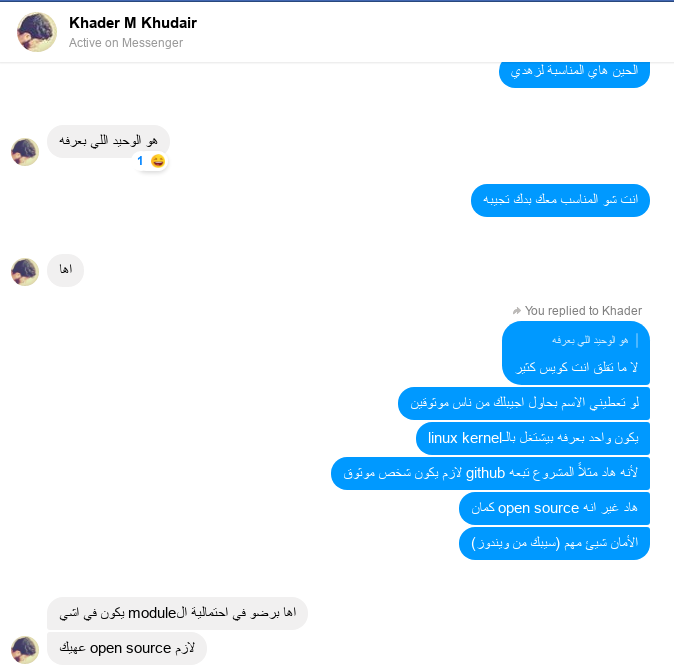 Khader M Khudair
Active on Messenger
الحين هاي المناسبة لزهدي
هو الوحيد اللي بعرفه
😄 1
انت شو المناسب معك بدك تجيبه
اها
You replied to Khader
هو الوحيد اللي بعرفه
لا ما تقلق انت كويس كثير
لو تعطيني الاسم بحاول اجيبلك من ناس موثوقين
يكون واحد بعرفه بيشتغل بالـlinux kernel
لأنه هاد مثلاً المشروع تبعه github لازم يكون شخص موثوق
هاد غير انه open source كمان
الأمان شيئ مهم (سيبك من ويندوز)
اها برضو في احتمالية الmodule يكون في اشي
لازم open source عهيك